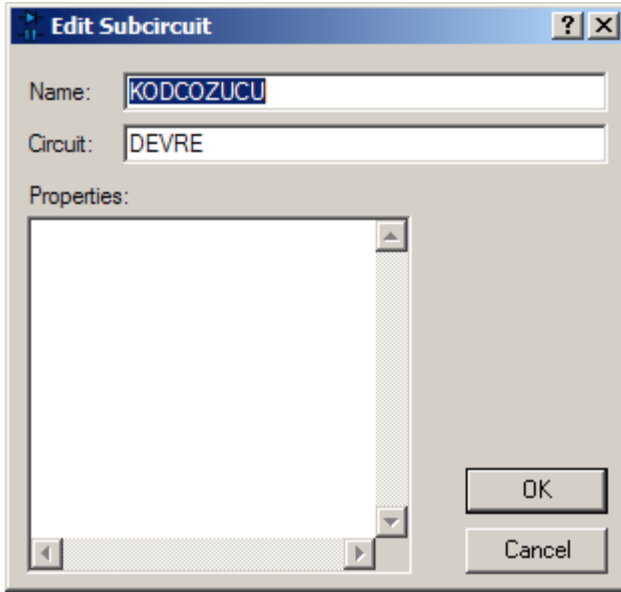 Edit Subcircuit
Name: KODCOZUCU
Circuit: DEVRE
Properties:
OK
Cancel